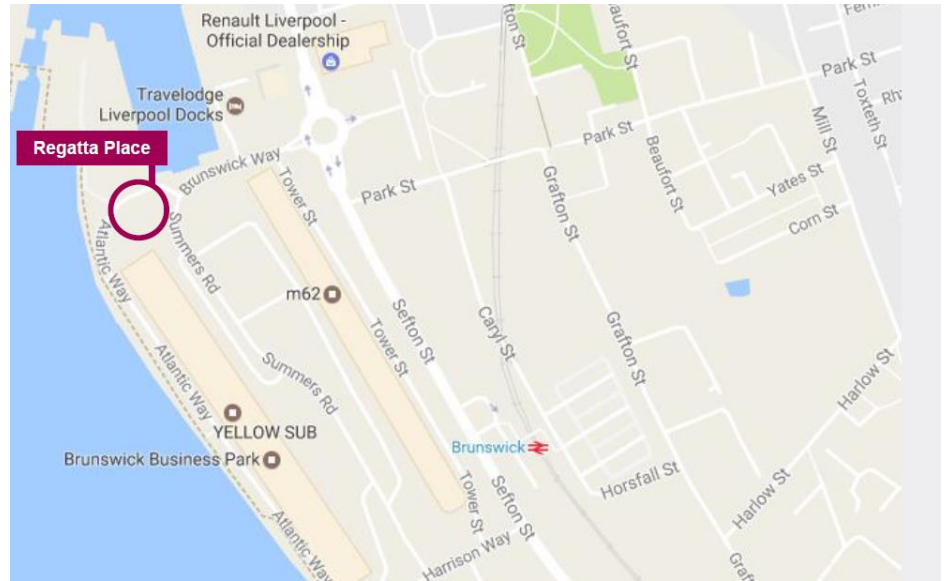 Renault Liverpool -
Official Dealership
Travelodge
Liverpool Docks
Regatta Place
Brunswick Way
Tower St
Park St
Park St
Park St
Beaufort St
Beaufort St
Mill St
Toxteth St
Yates St
Corn St
Grafton St
Grafton St
Summers Rd
Summers Rd
Atlantic Way
Atlantic Way
m62
Sefton St
Caryl St
Tower St
YELLOW SUB
Brunswick Business Park
Brunswick
Horsfall St
Harlow St
Harlow St
Tower St
Sefton St
Harrison Way
Atlantic Way